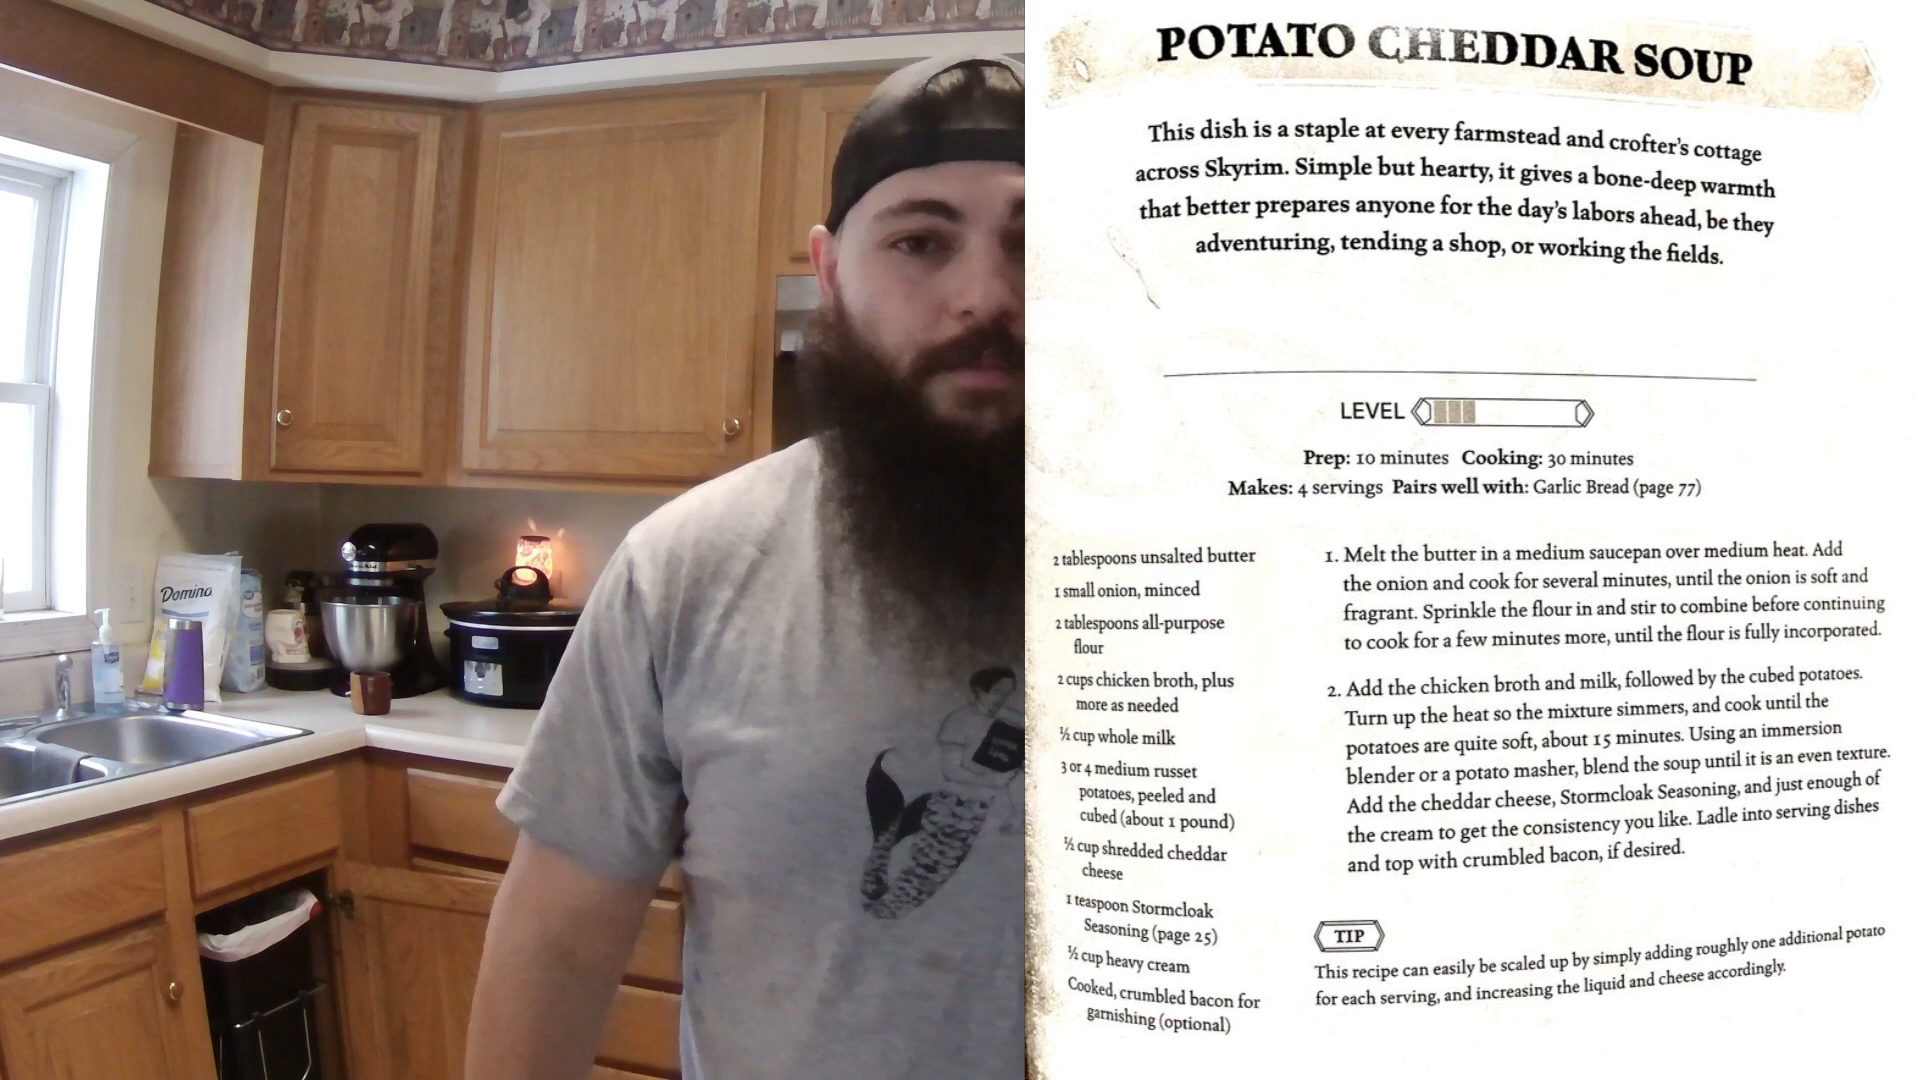 Domino
KitchenAid
POTATO CHEDDAR SOUP
This dish is a staple at every farmstead and crofter's cottage
across Skyrim. Simple but hearty, it gives a bone-deep warmth
that better prepares anyone for the day's labors ahead, be they
adventuring, tending a shop, or working the fields.
LEVEL
Prep: 10 minutes Cooking: 30 minutes
Makes: 4 servings Pairs well with: Garlic Bread (page 77)
2 tablespoons unsalted butter
1 small onion, minced
2 tablespoons all-purpose
flour
2 cups chicken broth, plus
more as needed
½ cup whole milk
3 or 4 medium russet
potatoes, peeled and
cubed (about 1 pound)
½ cup shredded cheddar
cheese
1 teaspoon Stormcloak
Seasoning (page 25)
½ cup heavy cream
Cooked, crumbled bacon for
garnishing (optional)
1. Melt the butter in a medium saucepan over medium heat. Add
the onion and cook for several minutes, until the onion is soft and
fragrant. Sprinkle the flour in and stir to combine before continuing
to cook for a few minutes more, until the flour is fully incorporated.
2. Add the chicken broth and milk, followed by the cubed potatoes.
Turn up the heat so the mixture simmers, and cook until the
potatoes are quite soft, about 15 minutes. Using an immersion
blender or a potato masher, blend the soup until it is an even texture.
Add the cheddar cheese, Stormcloak Seasoning, and just enough of
the cream to get the consistency you like. Ladle into serving dishes
and top with crumbled bacon, if desired.
TIP
This recipe can easily be scaled up by simply adding roughly one additional potato
for each serving, and increasing the liquid and cheese accordingly.